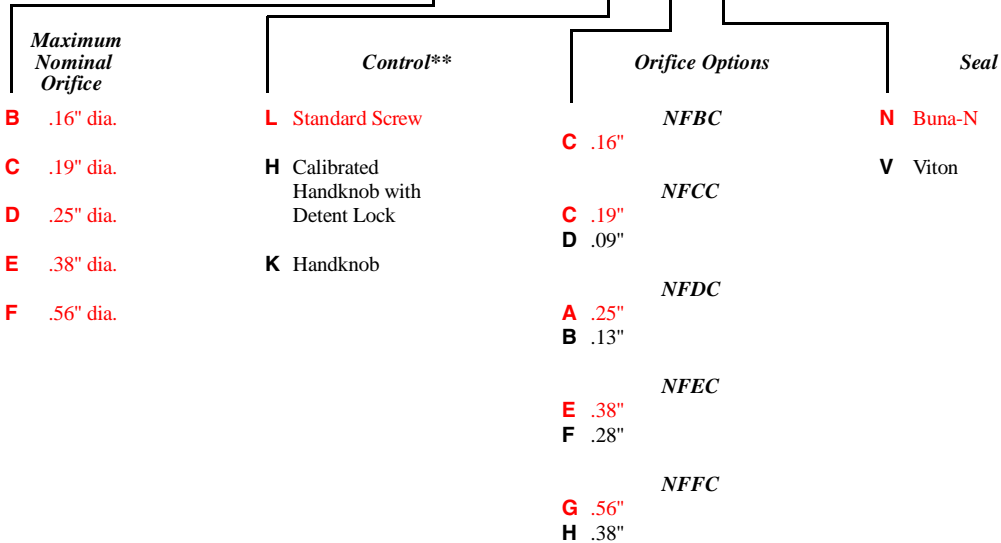 Maximum
Nominal
Orifice
B .16" dia.
C .19" dia.
D .25" dia.
E .38" dia.
F .56" dia.
Control**
L Standard Screw
H Calibrated
Handknob with
Detent Lock
K Handknob
Orifice Options
NFBC
C .16"
NFCC
C .19"
D .09"
NFDC
A .25"
B .13"
NFEC
E .38"
F .28"
NFFC
G .56"
H .38"
Seal
N Buna-N
V Viton